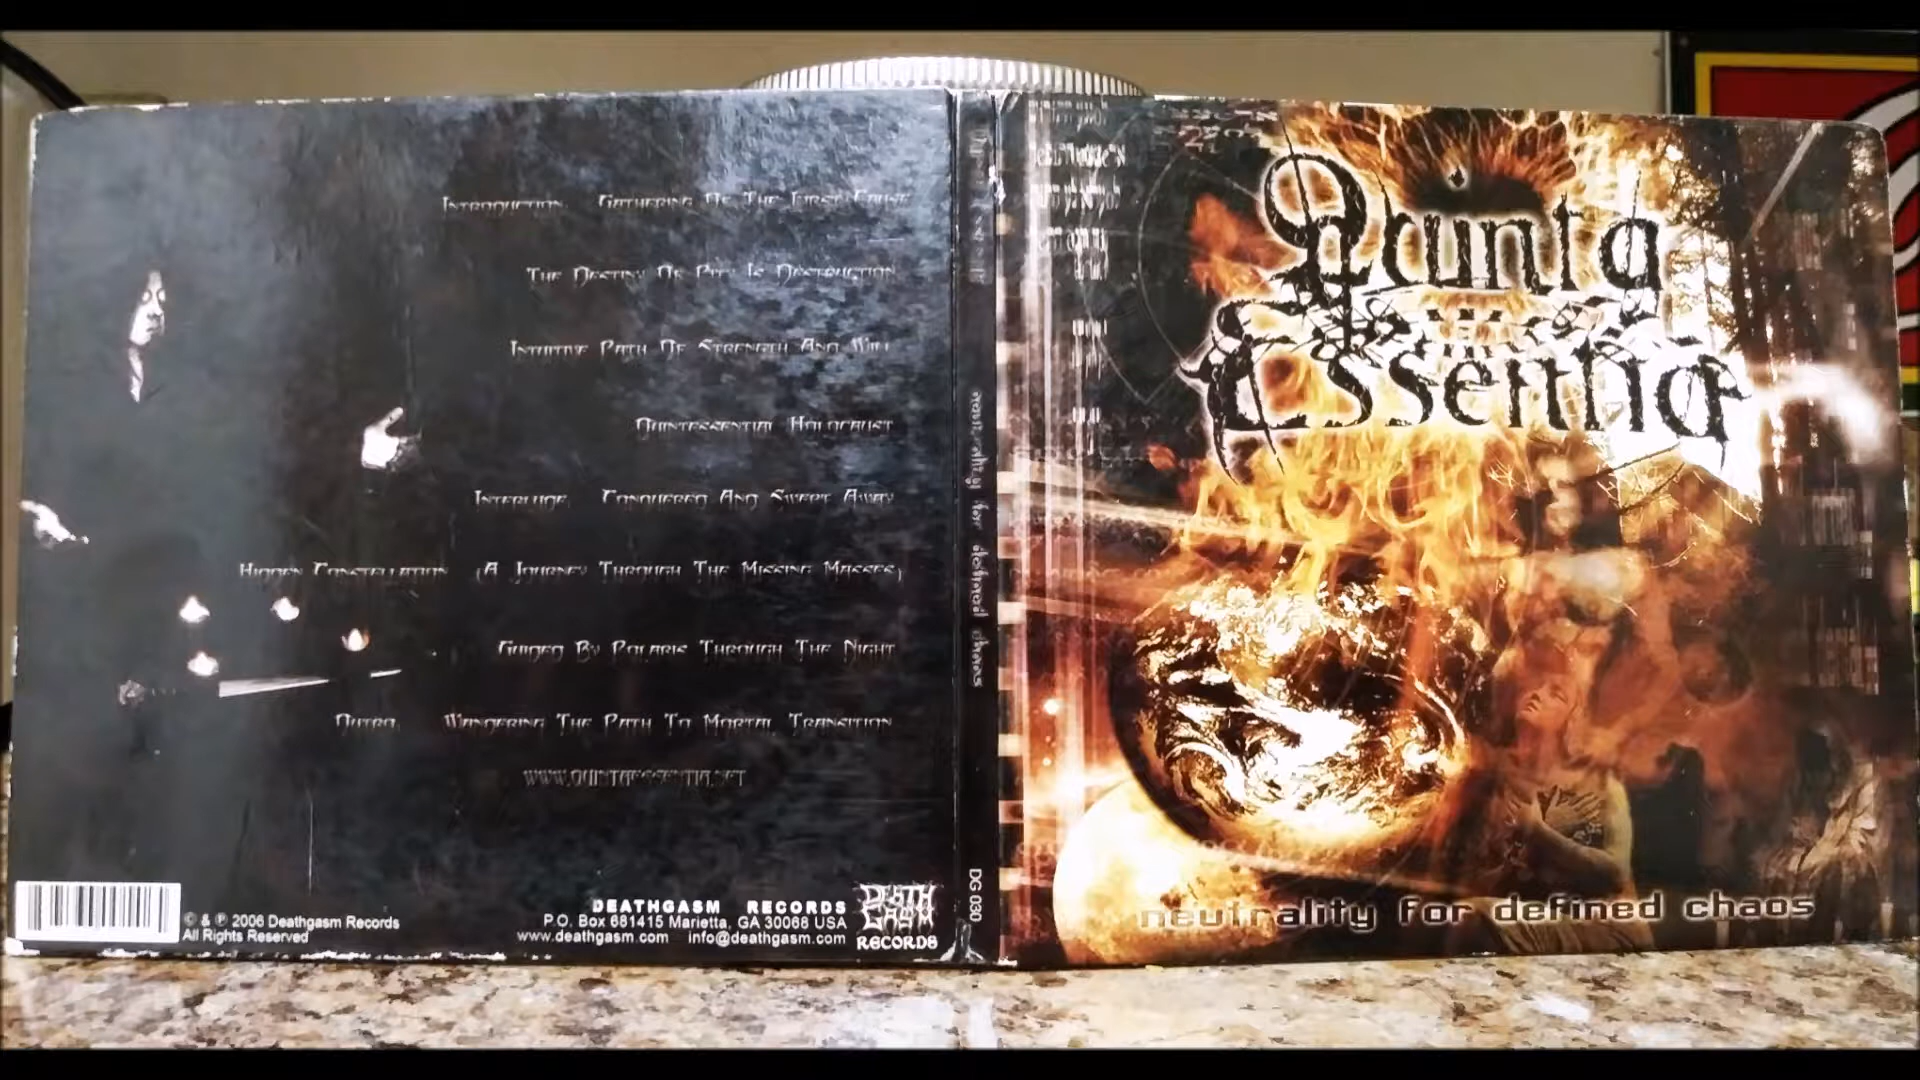 Introduction Gathering Of The First Cause
The Destiny Of Pity Is Destruction
Intuitive Path Of Strength And Will
Quintessential Holocaust
Interlude Conquered And Swept Away
Hidden Constellation (A Journey Through The Missing Masses)
Guided By Polaris Through The Night
Outro Wandering The Path To Mortal Transition
www.quintaessentia.net
© & ℗ 2006 Deathgasm Records
All Rights Reserved
DEATHGASM RECORDS
P.O. Box 681415 Marietta, GA 30068 USA
www.deathgasm.com info@deathgasm.com
DEATH
GASM
RECORDS
neutrality for defined chaos
DG 030
Quinta
Essentia
neutrality for defined chaos